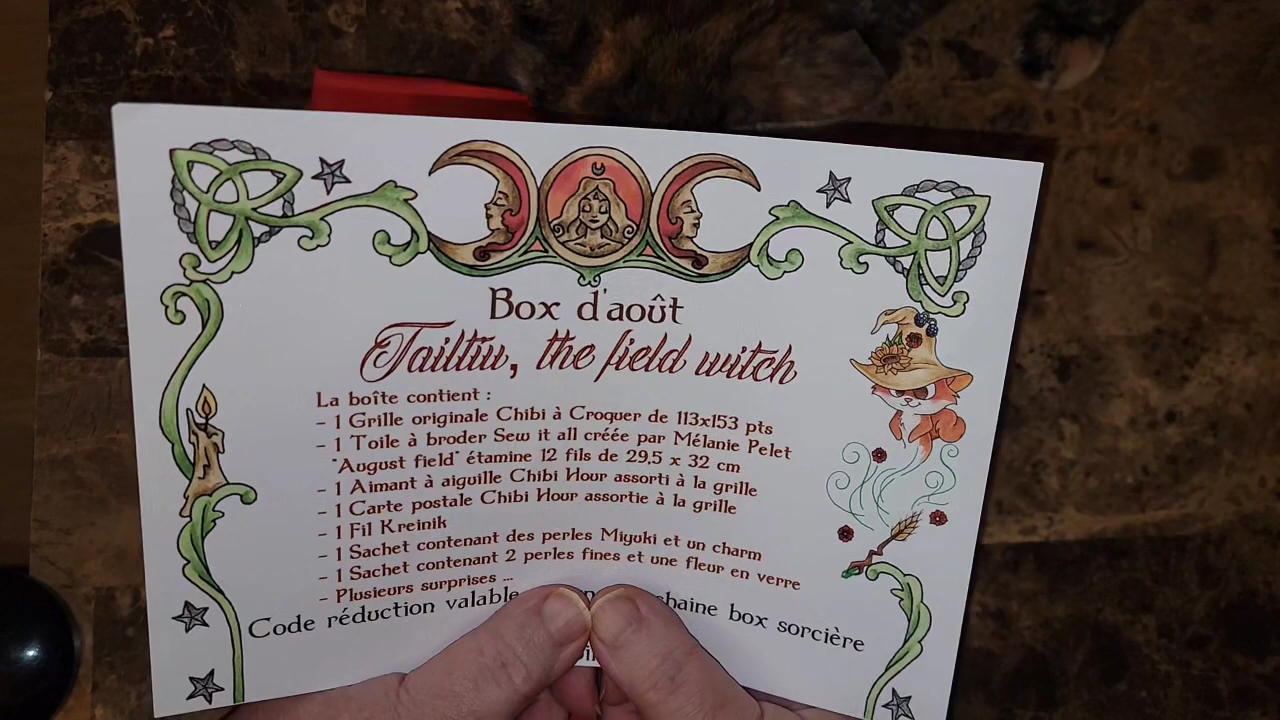 Box d'août
Tailtiu, the field witch
La boîte contient :
- 1 Grille originale Chibi à Croquer de 113x153 pts
- 1 Toile à broder Sew it all créée par Mélanie Pelet
"August field" étamine 12 fils de 29,5 x 32 cm
- 1 Aimant à aiguille Chibi Hour assorti à la grille
- 1 Carte postale Chibi Hour assortie à la grille
- 1 Fil Kreinik
- 1 Sachet contenant des perles Miyuki et un charm
- 1 Sachet contenant 2 perles fines et une fleur en verre
- Plusieurs surprises ...
Code réduction valable box sorcière